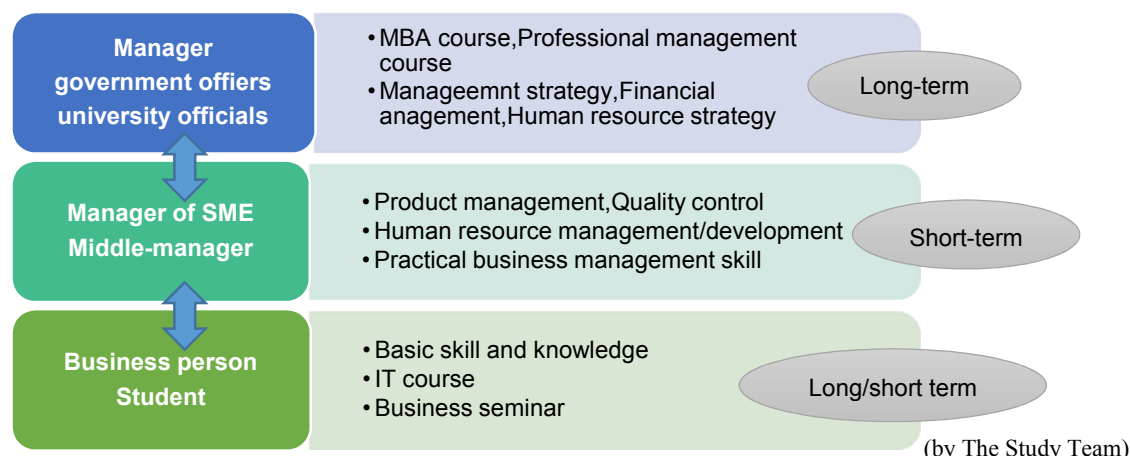 Manager
government offiers
university officials
•MBA course,Professional management
course
•Manageemnt strategy,Financial
anagement,Human resource strategy
Long-term
Manager of SME
Middle-manager
•Product management,Quality control
•Human resource management/development
•Practical business management skill
Short-term
Business person
Student
•Basic skill and knowledge
•IT course
•Business seminar
Long/short term
(by The Study Team)